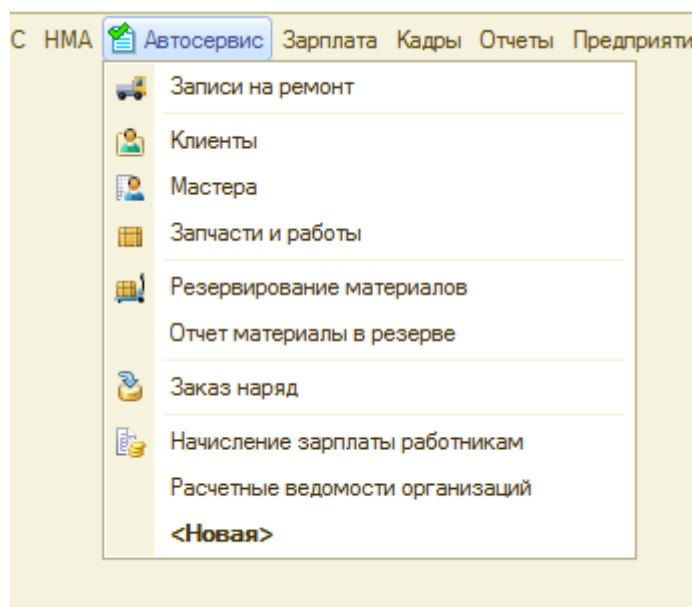 С НМА Автосервис Зарплата Кадры Отчеты Предприяти
Записи на ремонт
Клиенты
Мастера
Запчасти и работы
Резервирование материалов
Отчет материалы в резерве
Заказ наряд
Начисление зарплаты работникам
Расчетные ведомости организаций
<Новая>